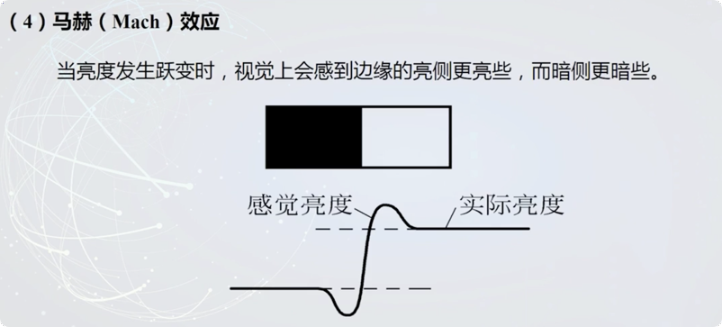 （4）马赫（Mach）效应
当亮度发生跃变时，视觉上会感到边缘的亮侧更亮些，而暗侧更暗些。
感觉亮度
实际亮度